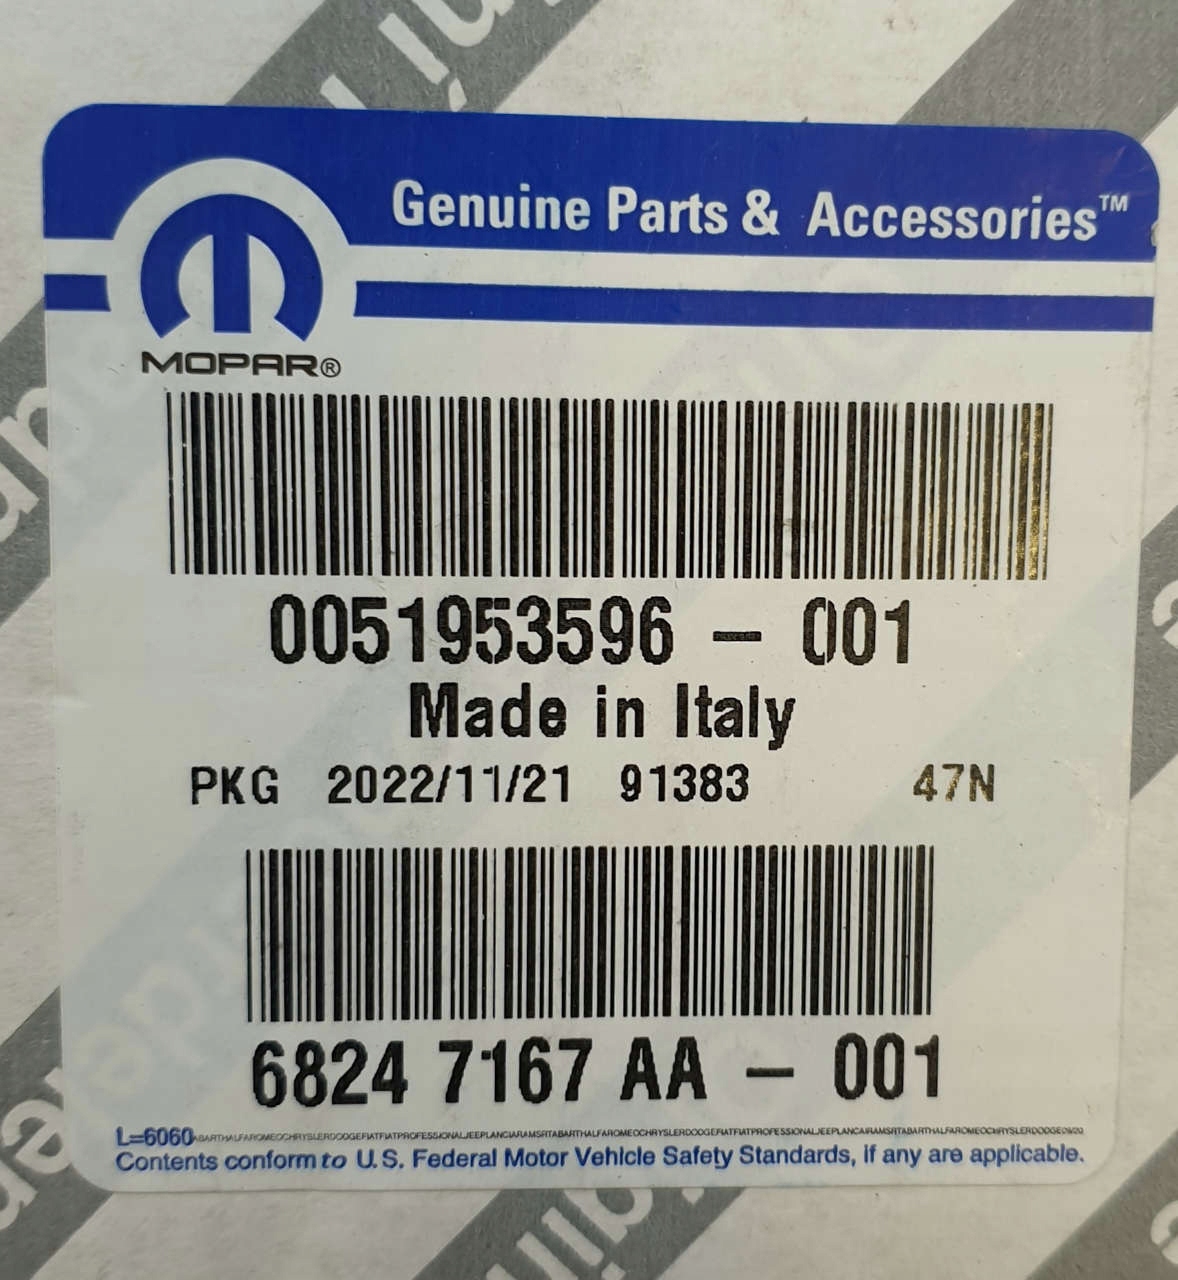 Genuine Parts & Accessories™
MOPAR®
0051953596 – 001
Made in Italy
PKG 2022/11/21 91383 47N
6824 7167 AA – 001
L=6060
Contents conform to U.S. Federal Motor Vehicle Safety Standards, if any are applicable.